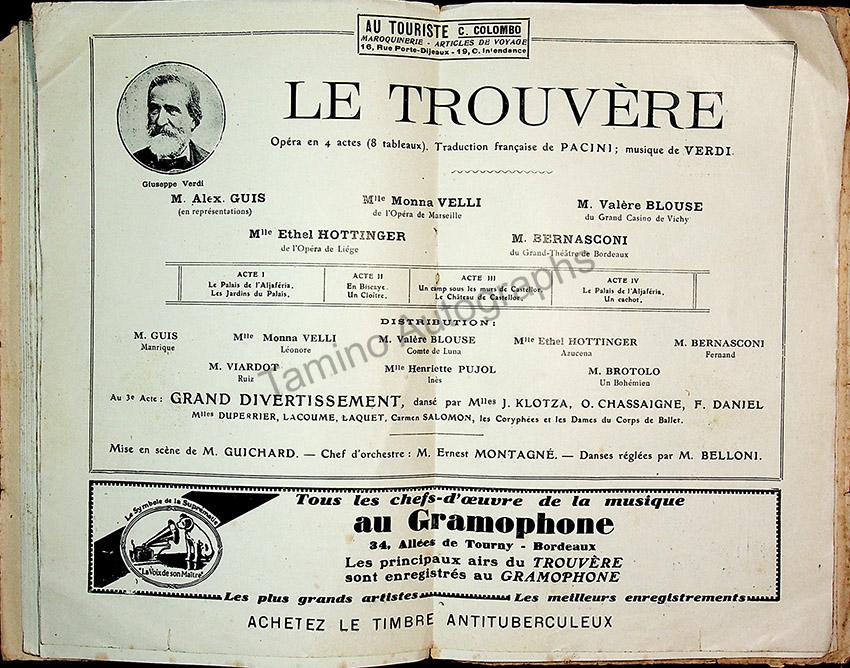 AU TOURISTE C. COLOMBO
MAROQUINERIE - ARTICLES DE VOYAGE
16, Rue Porte-Dijeaux - 19, C. Intendance
LE TROUVÈRE
Opéra en 4 actes (8 tableaux). Traduction française de PACINI; musique de VERDI.
Giuseppe Verdi
M. Alex. GUIS
(en représentations)
Mlle Monna VELLI
de l'Opéra de Marseille
M. Valère BLOUSE
du Grand Casino de Vichy
Mlle Ethel HOTTINGER
de l'Opéra de Liége
M. BERNASCONI
du Grand-Théâtre de Bordeaux
ACTE I
Le Palais de l'Aljaféria.
Les Jardins du Palais.
ACTE II
En Biscaye.
Un Cloître.
ACTE III
Un camp sous les murs de Castellor.
Le Château de Castellor.
ACTE IV
Le Palais de l'Aljaféria.
Un cachot.
DISTRIBUTION:
M. GUIS
Manrique
Mlle Monna VELLI
Léonore
M. Valère BLOUSE
Comte de Luna
Mlle Ethel HOTTINGER
Azucena
M. BERNASCONI
Fernand
M. VIARDOT
Ruiz
Mlle Henriette PUJOL
Inès
M. BROTOLO
Un Bohémien
Au 3e Acte: GRAND DIVERTISSEMENT, dansé par Mlles J. KLOTZA, O. CHASSAIGNE, F. DANIEL
Mlles DUPERRIER, LACOUME, LAQUET, Carmen SALOMON, les Coryphées et les Dames du Corps de Ballet.
Mise en scène de M. GUICHARD. — Chef d'orchestre: M. Ernest MONTAGNÉ. — Danses réglées par M. BELLONI.
Le Symbole de la Suprématie
"La Voix de son Maître"
Tous les chefs-d'œuvre de la musique
au Gramophone
34, Allées de Tourny - Bordeaux
Les principaux airs du TROUVÈRE
sont enregistrés au GRAMOPHONE
Les plus grands artistes
Les meilleurs enregistrements
ACHETEZ LE TIMBRE ANTITUBERCULEUX
Tamino Autographs